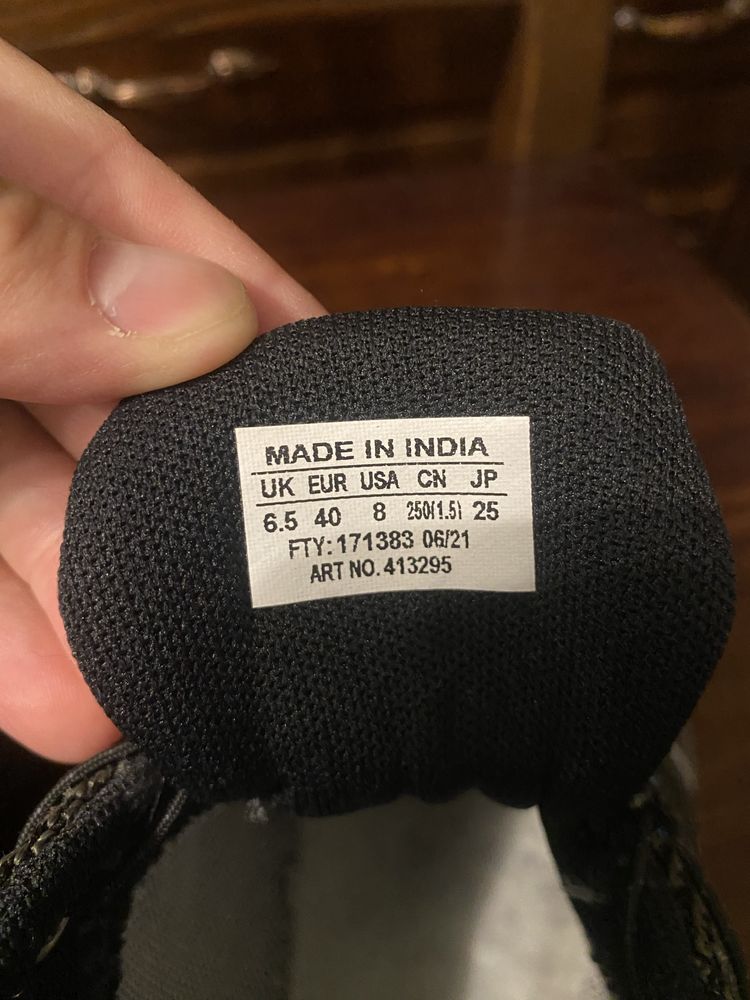 MADE IN INDIA
UK EUR USA CN JP
6.5 40 8 250(1.5) 25
FTY: 171383 06/21
ART NO. 413295